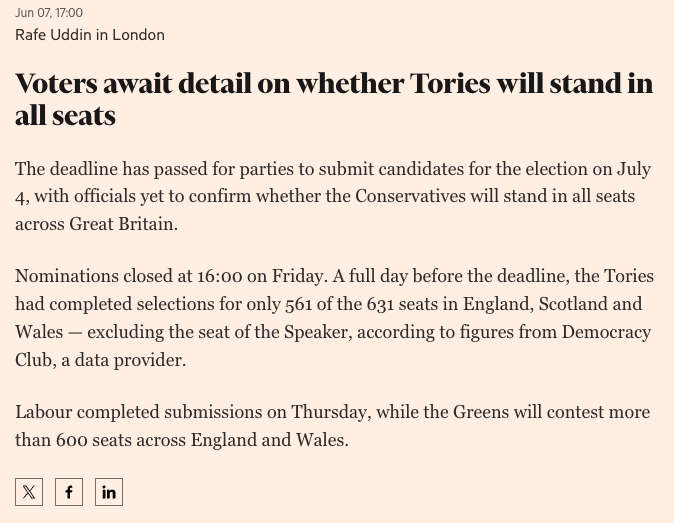 Jun 07, 17:00
Rafe Uddin in London
Voters await detail on whether Tories will stand in
all seats
The deadline has passed for parties to submit candidates for the election on July
4, with officials yet to confirm whether the Conservatives will stand in all seats
across Great Britain.
Nominations closed at 16:00 on Friday. A full day before the deadline, the Tories
had completed selections for only 561 of the 631 seats in England, Scotland and
Wales — excluding the seat of the Speaker, according to figures from Democracy
Club, a data provider.
Labour completed submissions on Thursday, while the Greens will contest more
than 600 seats across England and Wales.
X f in